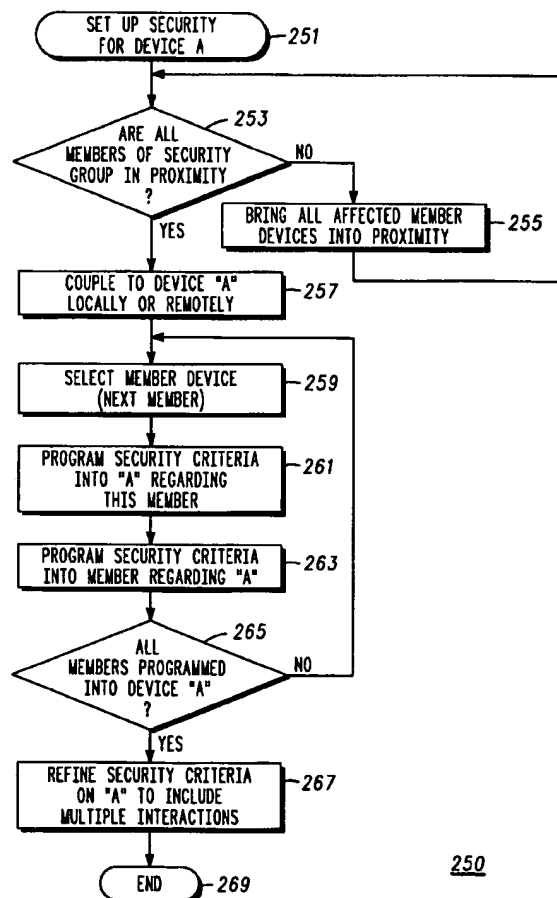 SET UP SECURITY
FOR DEVICE A
251
253
ARE ALL
MEMBERS OF SECURITY
GROUP IN PROXIMITY
?
NO
YES
BRING ALL AFFECTED MEMBER
DEVICES INTO PROXIMITY
255
COUPLE TO DEVICE "A"
LOCALLY OR REMOTELY
257
SELECT MEMBER DEVICE
(NEXT MEMBER)
259
PROGRAM SECURITY CRITERIA
INTO "A" REGARDING
THIS MEMBER
261
PROGRAM SECURITY CRITERIA
INTO MEMBER REGARDING "A"
263
265
ALL
MEMBERS PROGRAMMED
INTO DEVICE "A"
?
NO
YES
REFINE SECURITY CRITERIA
ON "A" TO INCLUDE
MULTIPLE INTERACTIONS
267
END
269
250